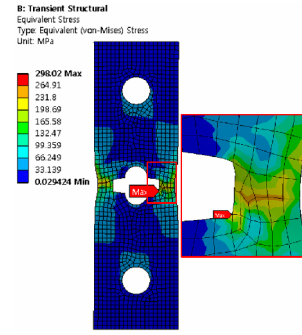 B: Transient Structural
Equivalent Stress
Type: Equivalent (von-Mises) Stress
Unit: MPa
298.02 Max
264.91
231.8
198.69
165.58
132.47
99.359
66.249
33.139
0.029424 Min
Max
Max